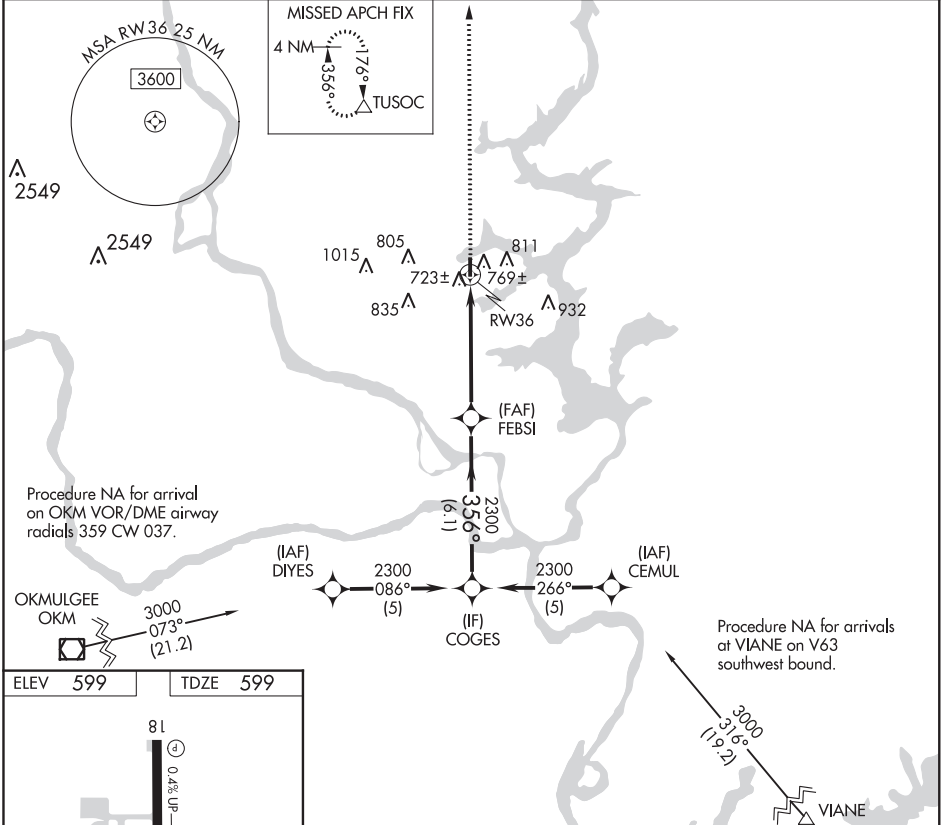 MISSED APCH FIX
4 NM
356°
176°
TUSOC
MSA RW36 25 NM
3600
2549
2549
1015
805
811
723±
769±
835
RW36
932
(FAF)
FEBSI
Procedure NA for arrival
on OKM VOR/DME airway
radials 359 CW 037.
2300
356°
(6.1)
(IAF)
DIYES
2300
086°
(5)
(IF)
COGES
2300
266°
(5)
(IAF)
CEMUL
OKMULGEE
OKM
3000
073°
(21.2)
Procedure NA for arrivals
at VIANE on V63
southwest bound.
3000
316°
(19.2)
VIANE
ELEV 599
TDZE 599
18
P
0.4% UP